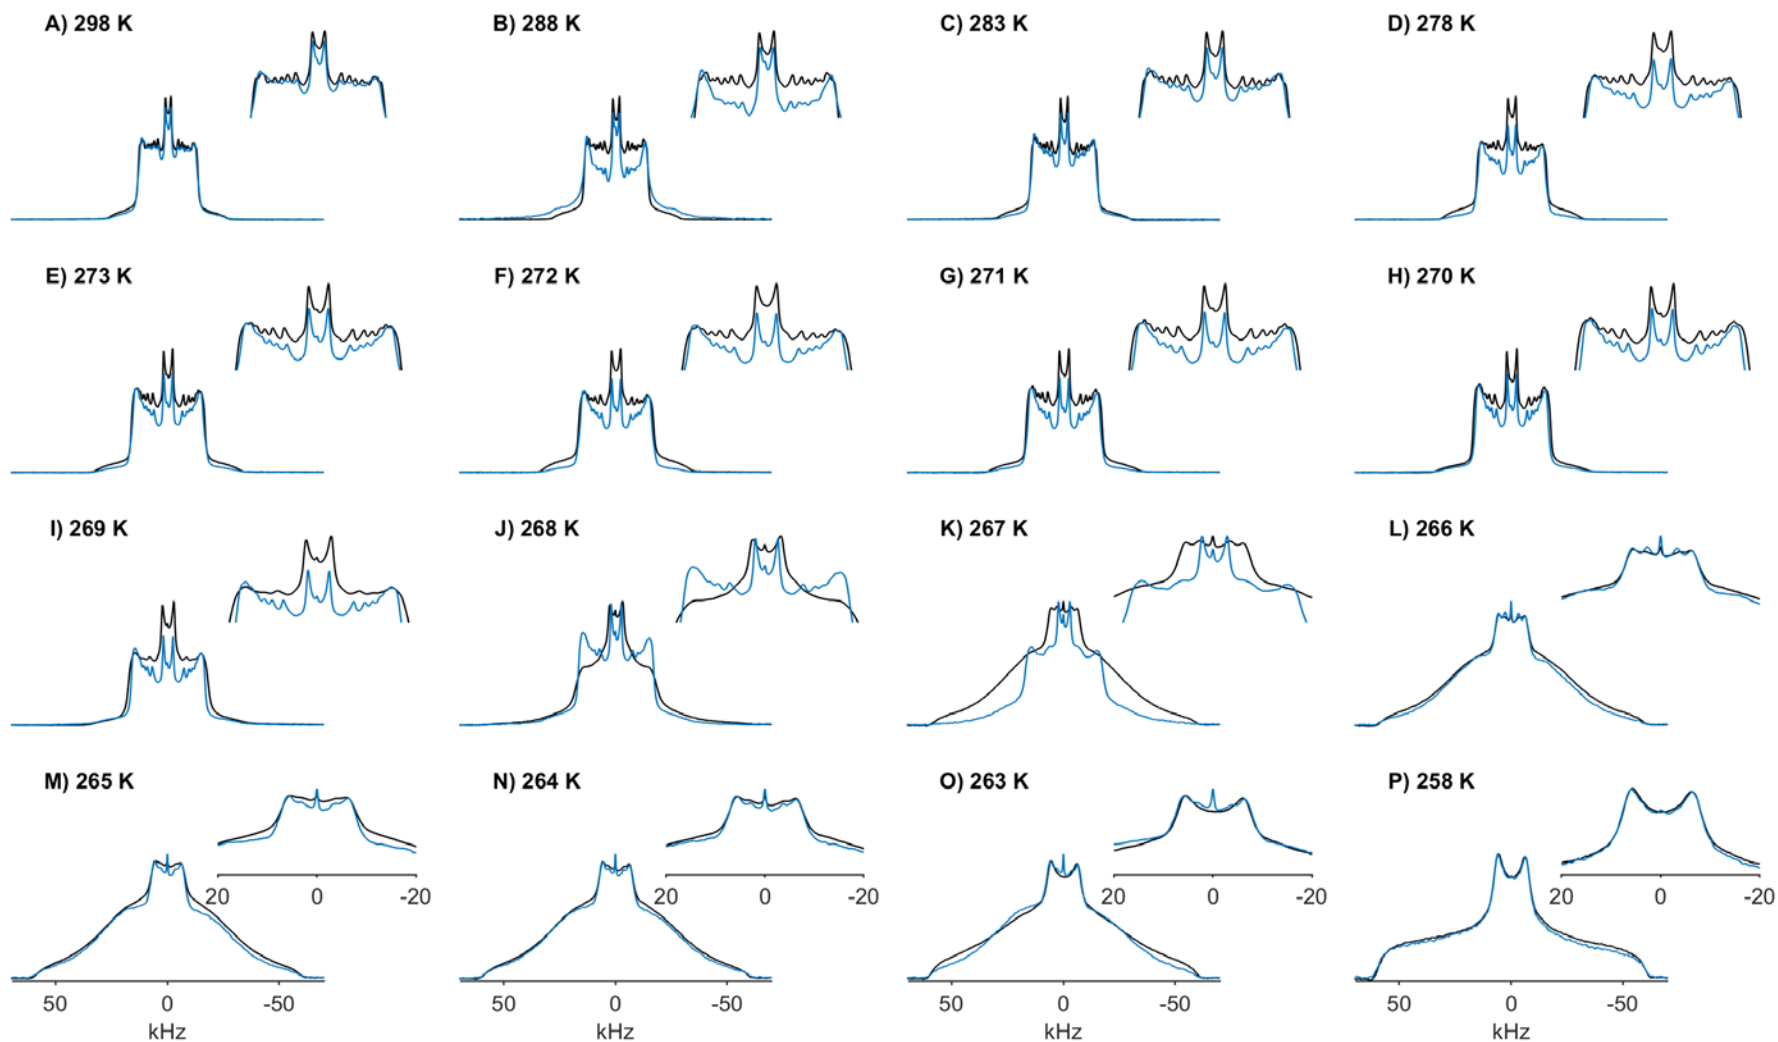 A) 298 K
B) 288 K
C) 283 K
D) 278 K
E) 273 K
F) 272 K
G) 271 K
H) 270 K
I) 269 K
J) 268 K
K) 267 K
L) 266 K
M) 265 K
N) 264 K
O) 263 K
P) 258 K
20 0 -20
20 0 -20
20 0 -20
20 0 -20
50 0 -50
50 0 -50
50 0 -50
50 0 -50
kHz
kHz
kHz
kHz